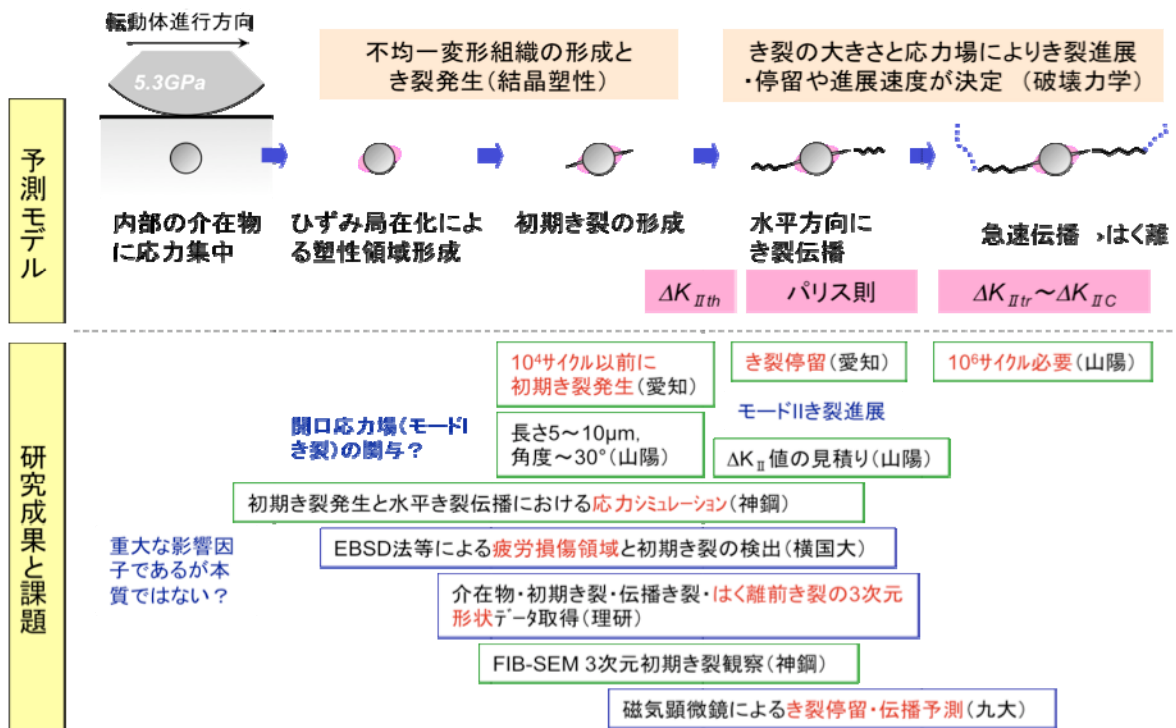 転動体進行方向
5.3GPa
不均一変形組織の形成と
き裂発生(結晶塑性)
き裂の大きさと応力場によりき裂進展
・停留や進展速度が決定 (破壊力学)
予測モデル
内部の介在物
に応力集中
ひずみ局在化によ
る塑性領域形成
初期き裂の形成
水平方向に
き裂伝播
急速伝播 →はく離
ΔKⅡth
パリス則
ΔKⅡtr～ΔKⅡC
研究成果と課題
10⁴サイクル以前に
初期き裂発生(愛知)
き裂停留(愛知)
10⁶サイクル必要(山陽)
開口応力場(モードI
き裂)の関与？
長さ5～10μm,
角度～30°(山陽)
モードIIき裂進展
ΔKⅡ値の見積り(山陽)
初期き裂発生と水平き裂伝播における応力シミュレーション(神鋼)
重大な影響因
子であるが本
質ではない？
EBSD法等による疲労損傷領域と初期き裂の検出(横国大)
介在物・初期き裂・伝播き裂・はく離前き裂の3次元
形状データ取得(理研)
FIB-SEM 3次元初期き裂観察(神鋼)
磁気顕微鏡によるき裂停留・伝播予測(九大)